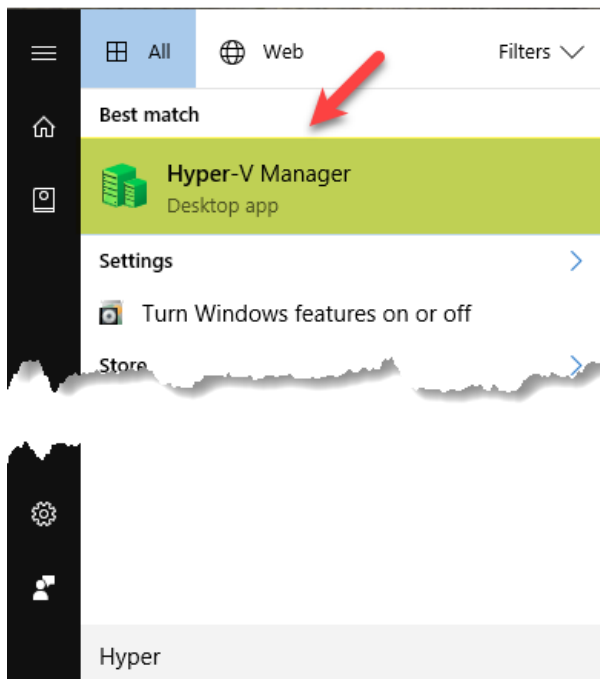 All
Web
Filters
Best match
Hyper-V Manager
Desktop app
Settings
Turn Windows features on or off
Store
Hyper